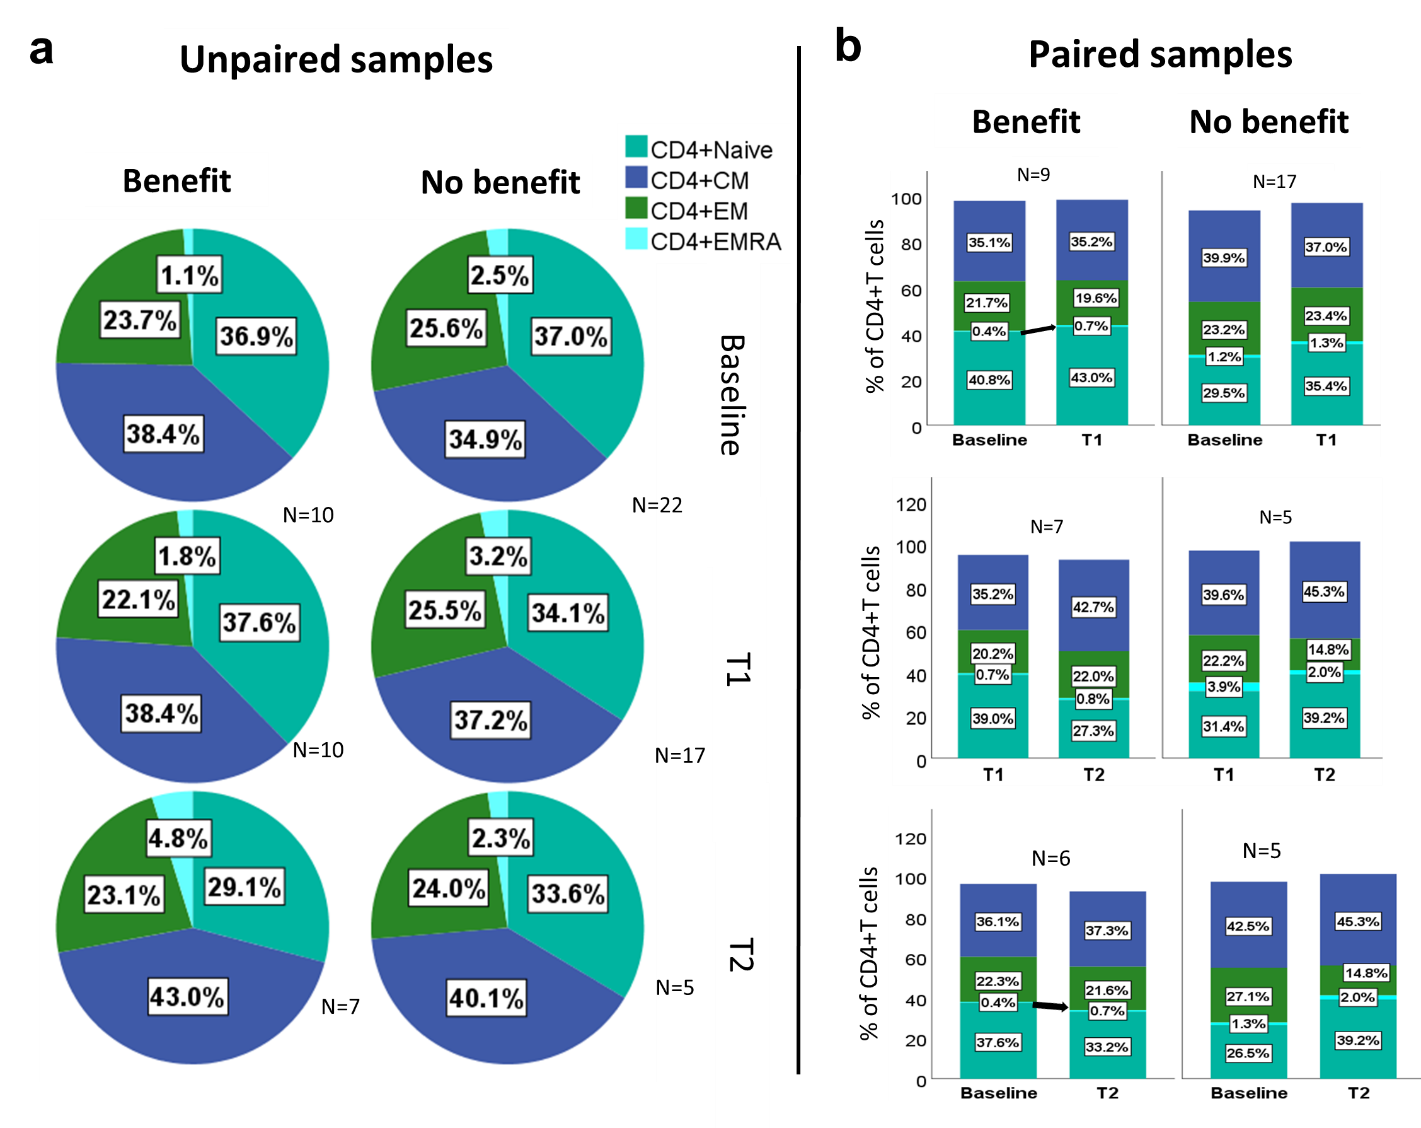 a
Unpaired samples
Benefit
No benefit
CD4+Naive
CD4+CM
CD4+EM
CD4+EMRA
1.1%
23.7%
36.9%
38.4%
N=10
2.5%
25.6%
37.0%
34.9%
N=22
Baseline
1.8%
22.1%
37.6%
38.4%
N=10
3.2%
25.5%
34.1%
37.2%
N=17
T1
4.8%
23.1%
29.1%
43.0%
N=7
2.3%
24.0%
33.6%
40.1%
N=5
T2
b
Paired samples
Benefit
No benefit
N=9
N=17
% of CD4+T cells
100
80
60
40
20
0
35.1%
21.7%
0.4%
40.8%
35.2%
19.6%
0.7%
43.0%
39.9%
23.2%
1.2%
29.5%
37.0%
23.4%
1.3%
35.4%
Baseline
T1
Baseline
T1
N=7
N=5
% of CD4+T cells
120
100
80
60
40
20
0
35.2%
20.2%
0.7%
39.0%
42.7%
22.0%
0.8%
27.3%
39.6%
22.2%
3.9%
31.4%
45.3%
14.8%
2.0%
39.2%
T1
T2
T1
T2
N=6
N=5
% of CD4+T cells
120
100
80
60
40
20
0
36.1%
22.3%
0.4%
37.6%
37.3%
21.6%
0.7%
33.2%
42.5%
27.1%
1.3%
26.5%
45.3%
14.8%
2.0%
39.2%
Baseline
T2
Baseline
T2